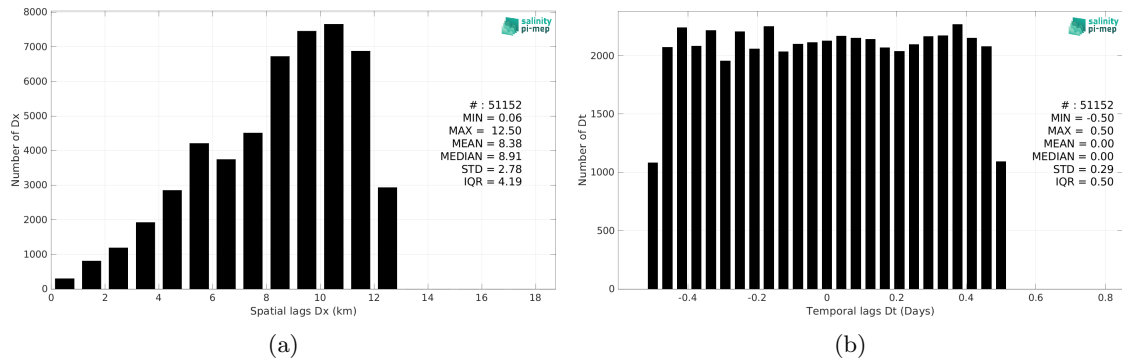 8000
7000
6000
5000
4000
3000
2000
1000
0
Number of Dx
0 2 4 6 8 10 12 14 16 18
Spatial lags Dx (km)
salinity
pi-mep
# : 51152
MIN = 0.06
MAX = 12.50
MEAN = 8.38
MEDIAN = 8.91
STD = 2.78
IQR = 4.19
(a)
2000
1500
1000
500
0
Number of Dt
-0.4 -0.2 0 0.2 0.4 0.6 0.8
Temporal lags Dt (Days)
salinity
pi-mep
# : 51152
MIN = -0.50
MAX = 0.50
MEAN = 0.00
MEDIAN = 0.00
STD = 0.29
IQR = 0.50
(b)